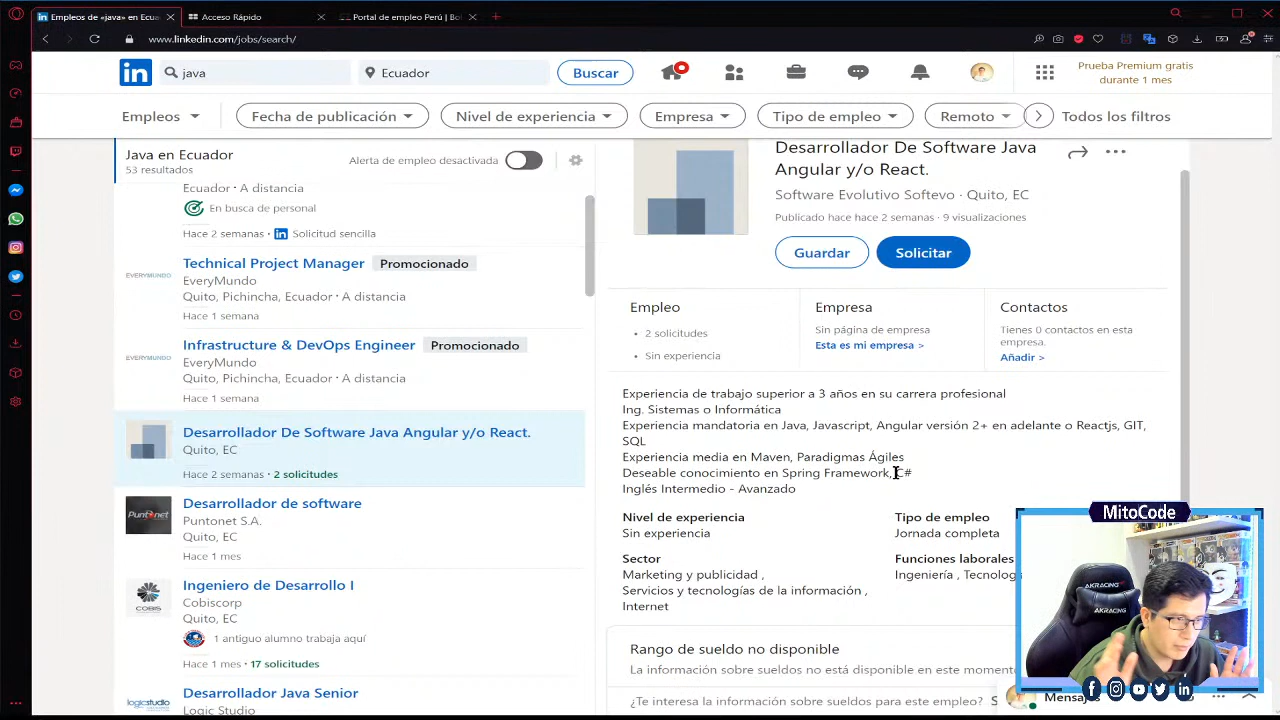 Empleos de «java» en Ecua
Acceso Rápido
Portal de empleo Perú | Bol
www.linkedin.com/jobs/search/
in
java
Ecuador
Buscar
Prueba Premium gratis
durante 1 mes
Empleos
Fecha de publicación
Nivel de experiencia
Empresa
Tipo de empleo
Remoto
Todos los filtros
Java en Ecuador
53 resultados
Alerta de empleo desactivada
Ecuador · A distancia
En busca de personal
Hace 2 semanas · in Solicitud sencilla
EVERYMUNDO
Technical Project Manager
Promocionado
EveryMundo
Quito, Pichincha, Ecuador · A distancia
Hace 1 semana
EVERYMUNDO
Infrastructure & DevOps Engineer
Promocionado
EveryMundo
Quito, Pichincha, Ecuador · A distancia
Hace 1 semana
Desarrollador De Software Java Angular y/o React.
Quito, EC
Hace 2 semanas · 2 solicitudes
Puntonet
Desarrollador de software
Puntonet S.A.
Quito, EC
Hace 1 mes
COBIS
Ingeniero de Desarrollo I
Cobiscorp
Quito, EC
1 antiguo alumno trabaja aquí
Hace 1 mes · 17 solicitudes
logicstudio
Desarrollador Java Senior
Logic Studio
Desarrollador De Software Java
Angular y/o React.
Software Evolutivo Softevo · Quito, EC
Publicado hace hace 2 semanas · 9 visualizaciones
Guardar
Solicitar
Empleo
• 2 solicitudes
• Sin experiencia
Empresa
Sin página de empresa
Esta es mi empresa >
Contactos
Tienes 0 contactos en esta
empresa.
Añadir >
Experiencia de trabajo superior a 3 años en su carrera profesional
Ing. Sistemas o Informática
Experiencia mandatoria en Java, Javascript, Angular versión 2+ en adelante o Reactjs, GIT,
SQL
Experiencia media en Maven, Paradigmas Ágiles
Deseable conocimiento en Spring Framework, C#
Inglés Intermedio - Avanzado
Nivel de experiencia
Sin experiencia
Tipo de empleo
Jornada completa
Sector
Marketing y publicidad ,
Servicios y tecnologías de la información ,
Internet
Funciones laborales
Ingeniería , Tecnolog
Rango de sueldo no disponible
La información sobre sueldos no está disponible en este momento
¿Te interesa la información sobre sueldos para este empleo? S
Mensajes
MitoCode
AKRACING
AKRACING